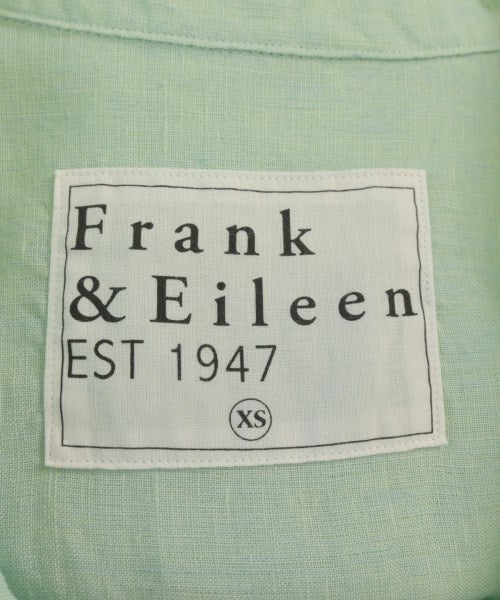 Frank
& Eileen
EST 1947
XS